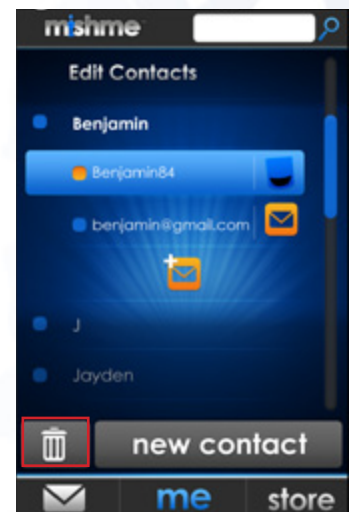 mishme
Edit Contacts
Benjamin
Benjamin84
benjamin@gmail.com
J
Jayden
new contact
me
store